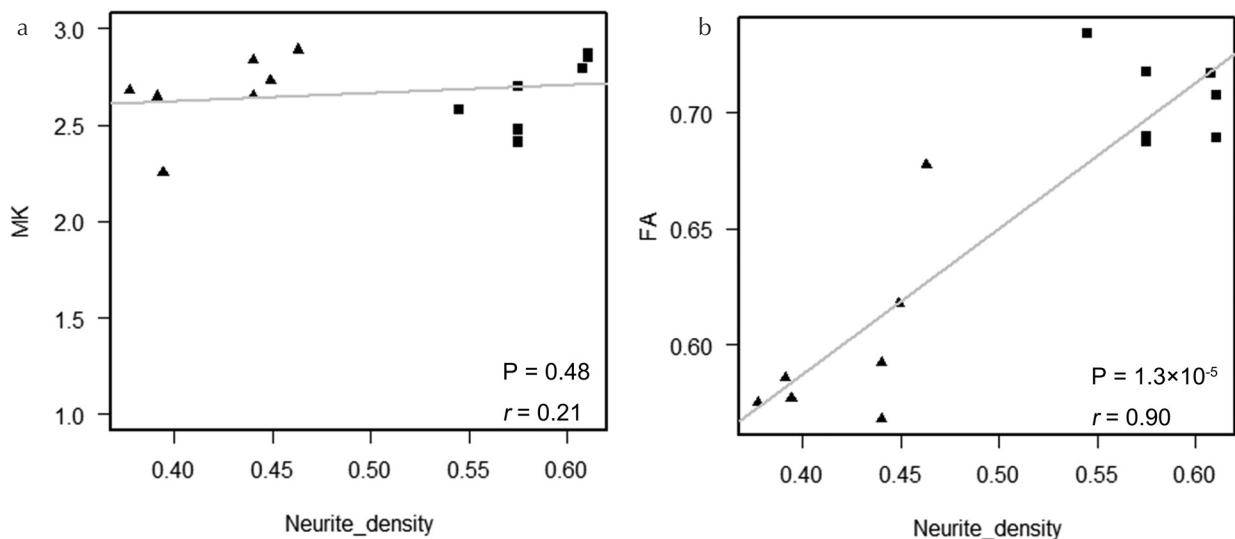 a
3.0
2.5
2.0
1.5
1.0
MK
P = 0.48
r = 0.21
0.40 0.45 0.50 0.55 0.60
Neurite_density
b
0.70
0.65
0.60
FA
P = 1.3×10⁻⁵
r = 0.90
0.40 0.45 0.50 0.55 0.60
Neurite_density